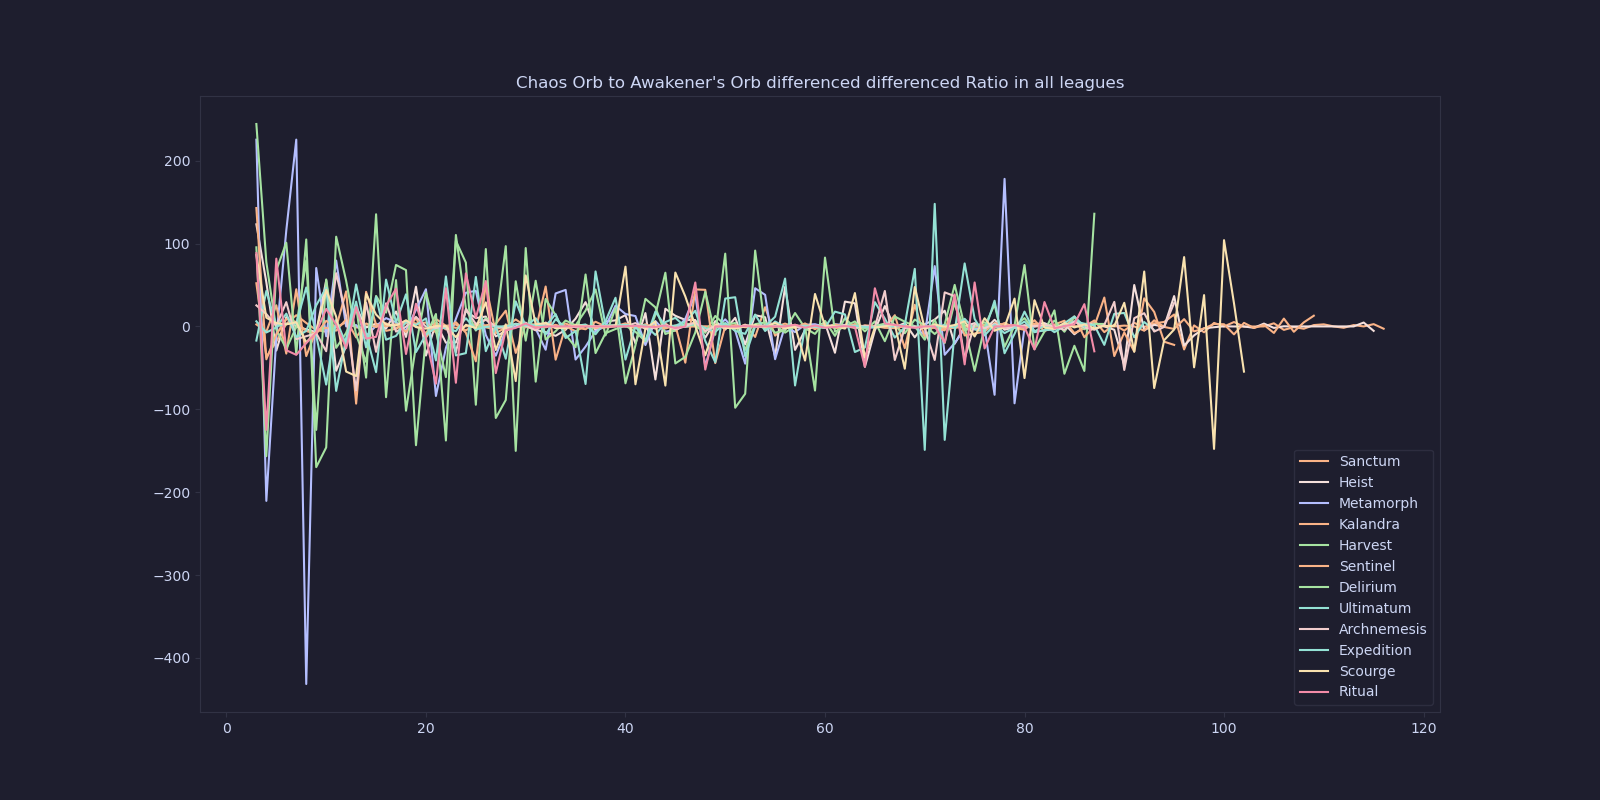 Chaos Orb to Awakener's Orb differenced differenced Ratio in all leagues
200
100
0
−100
−200
−300
−400
0
20
40
60
80
100
120
Sanctum
Heist
Metamorph
Kalandra
Harvest
Sentinel
Delirium
Ultimatum
Archnemesis
Expedition
Scourge
Ritual